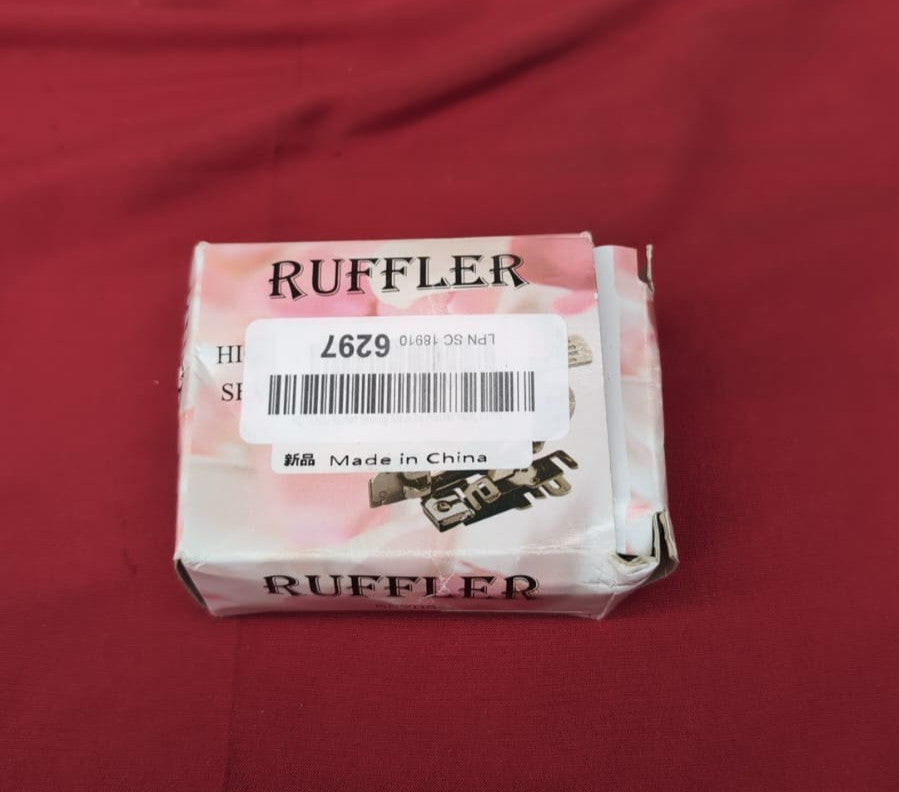 RUFFLER
LPN SC 18910 6297
新品 Made in China
RUFFLER